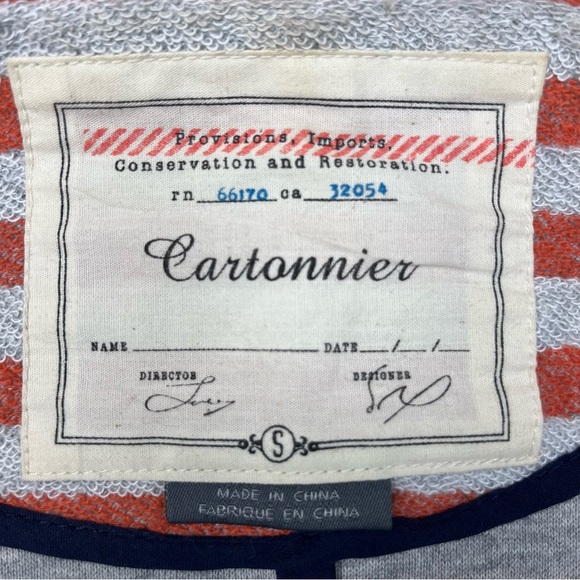 Provisions, Imports,
Conservation and Restoration.
rn 66170 ca 32054
Cartonnier
NAME DATE / /
DIRECTOR DESIGNER
S
MADE IN CHINA
FABRIQUE EN CHINA